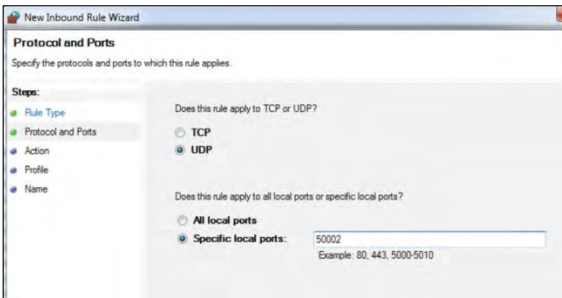 New Inbound Rule Wizard
Protocol and Ports
Specify the protocols and ports to which this rule applies.
Steps:
Rule Type
Protocol and Ports
Action
Profile
Name
Does this rule apply to TCP or UDP?
TCP
UDP
Does this rule apply to all local ports or specific local ports?
All local ports
Specific local ports:
50002
Example: 80, 443, 5000-5010